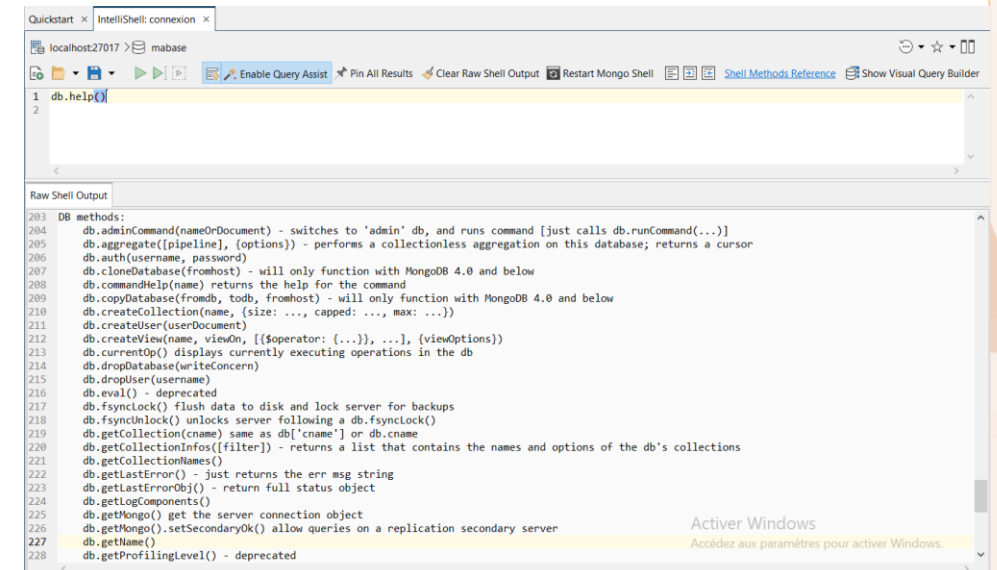 Quickstart × IntelliShell: connexion ×
localhost:27017 > mabase
Enable Query Assist Pin All Results Clear Raw Shell Output Restart Mongo Shell Shell Methods Reference Show Visual Query Builder
1 db.help()
2
Raw Shell Output
203 DB methods:
204 db.adminCommand(nameOrDocument) - switches to 'admin' db, and runs command [just calls db.runCommand(...)]
205 db.aggregate([pipeline], {options}) - performs a collectionless aggregation on this database; returns a cursor
206 db.auth(username, password)
207 db.cloneDatabase(fromhost) - will only function with MongoDB 4.0 and below
208 db.commandHelp(name) returns the help for the command
209 db.copyDatabase(fromdb, todb, fromhost) - will only function with MongoDB 4.0 and below
210 db.createCollection(name, {size: ..., capped: ..., max: ...})
211 db.createUser(userDocument)
212 db.createView(name, viewOn, [{$operator: {...}}, ...], {viewOptions})
213 db.currentOp() displays currently executing operations in the db
214 db.dropDatabase(writeConcern)
215 db.dropUser(username)
216 db.eval() - deprecated
217 db.fsyncLock() flush data to disk and lock server for backups
218 db.fsyncUnlock() unlocks server following a db.fsyncLock()
219 db.getCollection(cname) same as db['cname'] or db.cname
220 db.getCollectionInfos([filter]) - returns a list that contains the names and options of the db's collections
221 db.getCollectionNames()
222 db.getLastError() - just returns the err msg string
223 db.getLastErrorObj() - return full status object
224 db.getLogComponents()
225 db.getMongo() get the server connection object
226 db.getMongo().setSecondaryOk() allow queries on a replication secondary server
Activer Windows
227 db.getName()
Accédez aux paramètres pour activer Windows.
228 db.getProfilingLevel() - deprecated